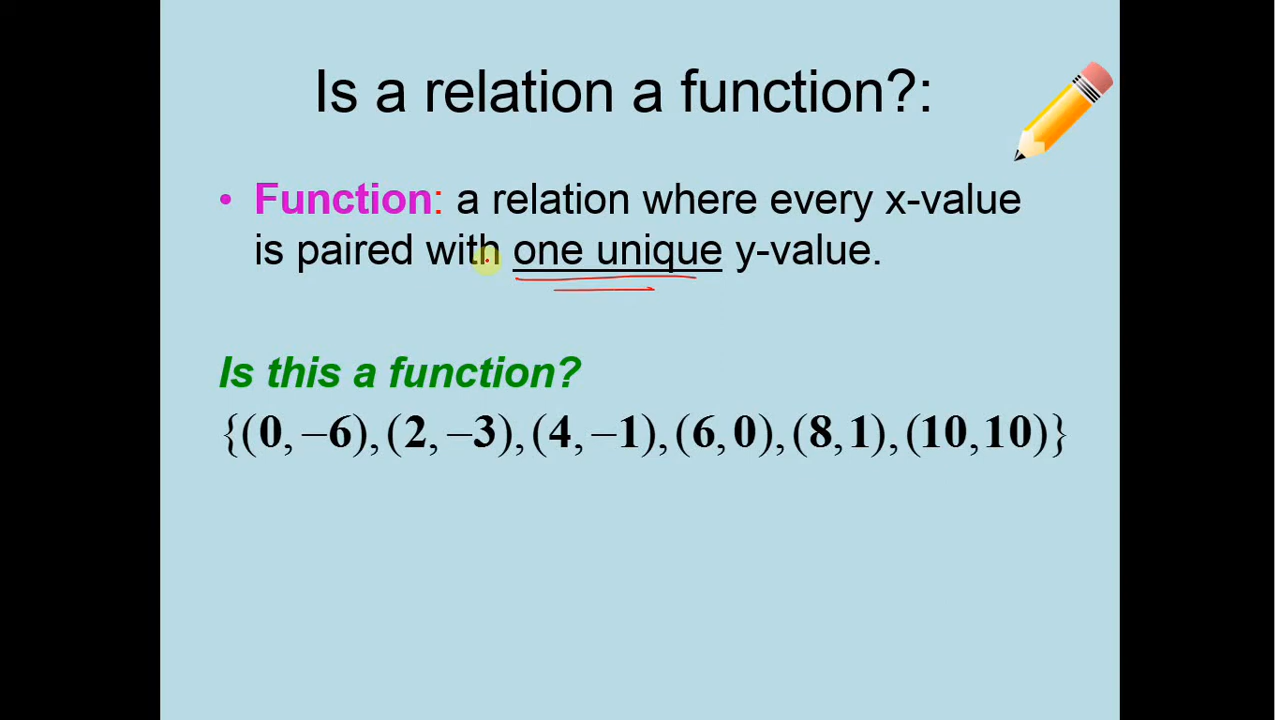 Is a relation a function?:
• Function: a relation where every x-value
is paired with one unique y-value.
Is this a function?
{(0, −6), (2, −3), (4, −1), (6, 0), (8, 1), (10, 10)}